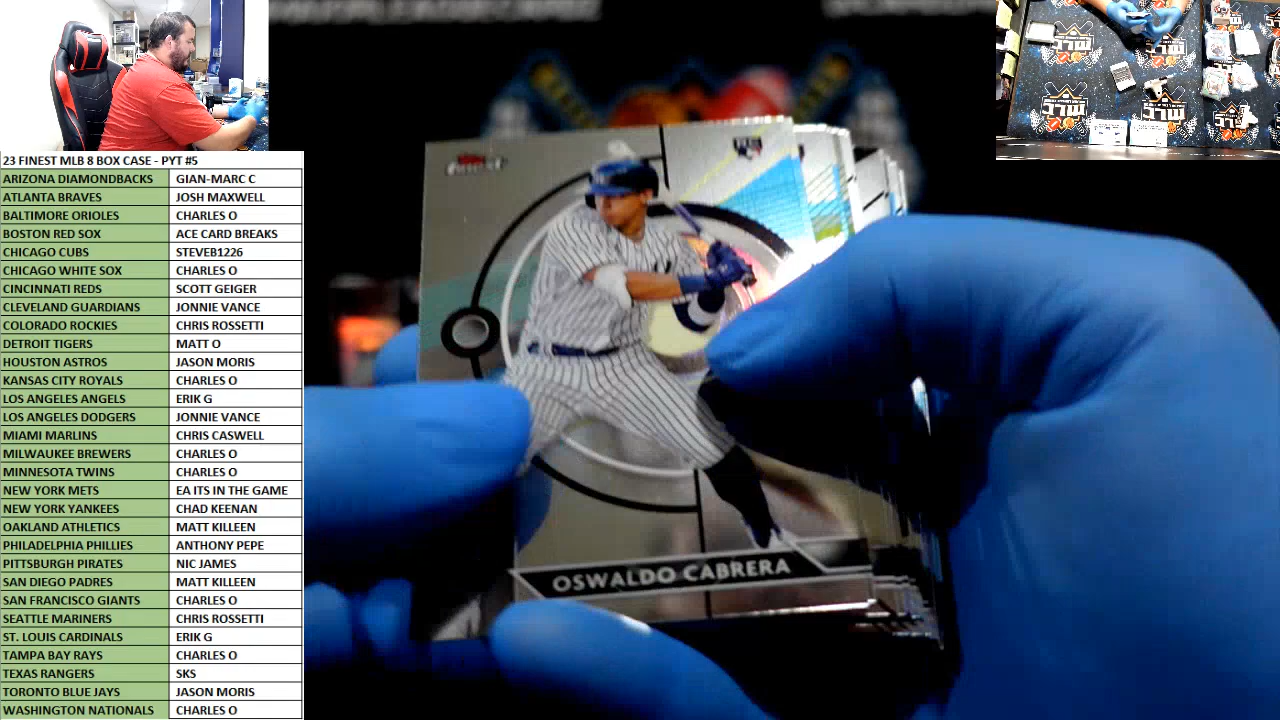 23 FINEST MLB 8 BOX CASE - PYT #5
ARIZONA DIAMONDBACKS GIAN-MARC C
ATLANTA BRAVES JOSH MAXWELL
BALTIMORE ORIOLES CHARLES O
BOSTON RED SOX ACE CARD BREAKS
CHICAGO CUBS STEVEB1226
CHICAGO WHITE SOX CHARLES O
CINCINNATI REDS SCOTT GEIGER
CLEVELAND GUARDIANS JONNIE VANCE
COLORADO ROCKIES CHRIS ROSSETTI
DETROIT TIGERS MATT O
HOUSTON ASTROS JASON MORIS
KANSAS CITY ROYALS CHARLES O
LOS ANGELES ANGELS ERIK G
LOS ANGELES DODGERS JONNIE VANCE
MIAMI MARLINS CHRIS CASWELL
MILWAUKEE BREWERS CHARLES O
MINNESOTA TWINS CHARLES O
NEW YORK METS EA ITS IN THE GAME
NEW YORK YANKEES CHAD KEENAN
OAKLAND ATHLETICS MATT KILLEEN
PHILADELPHIA PHILLIES ANTHONY PEPE
PITTSBURGH PIRATES NIC JAMES
SAN DIEGO PADRES MATT KILLEEN
SAN FRANCISCO GIANTS CHARLES O
SEATTLE MARINERS CHRIS ROSSETTI
ST. LOUIS CARDINALS ERIK G
TAMPA BAY RAYS CHARLES O
TEXAS RANGERS SKS
TORONTO BLUE JAYS JASON MORIS
WASHINGTON NATIONALS CHARLES O
OSWALDO CABRERA